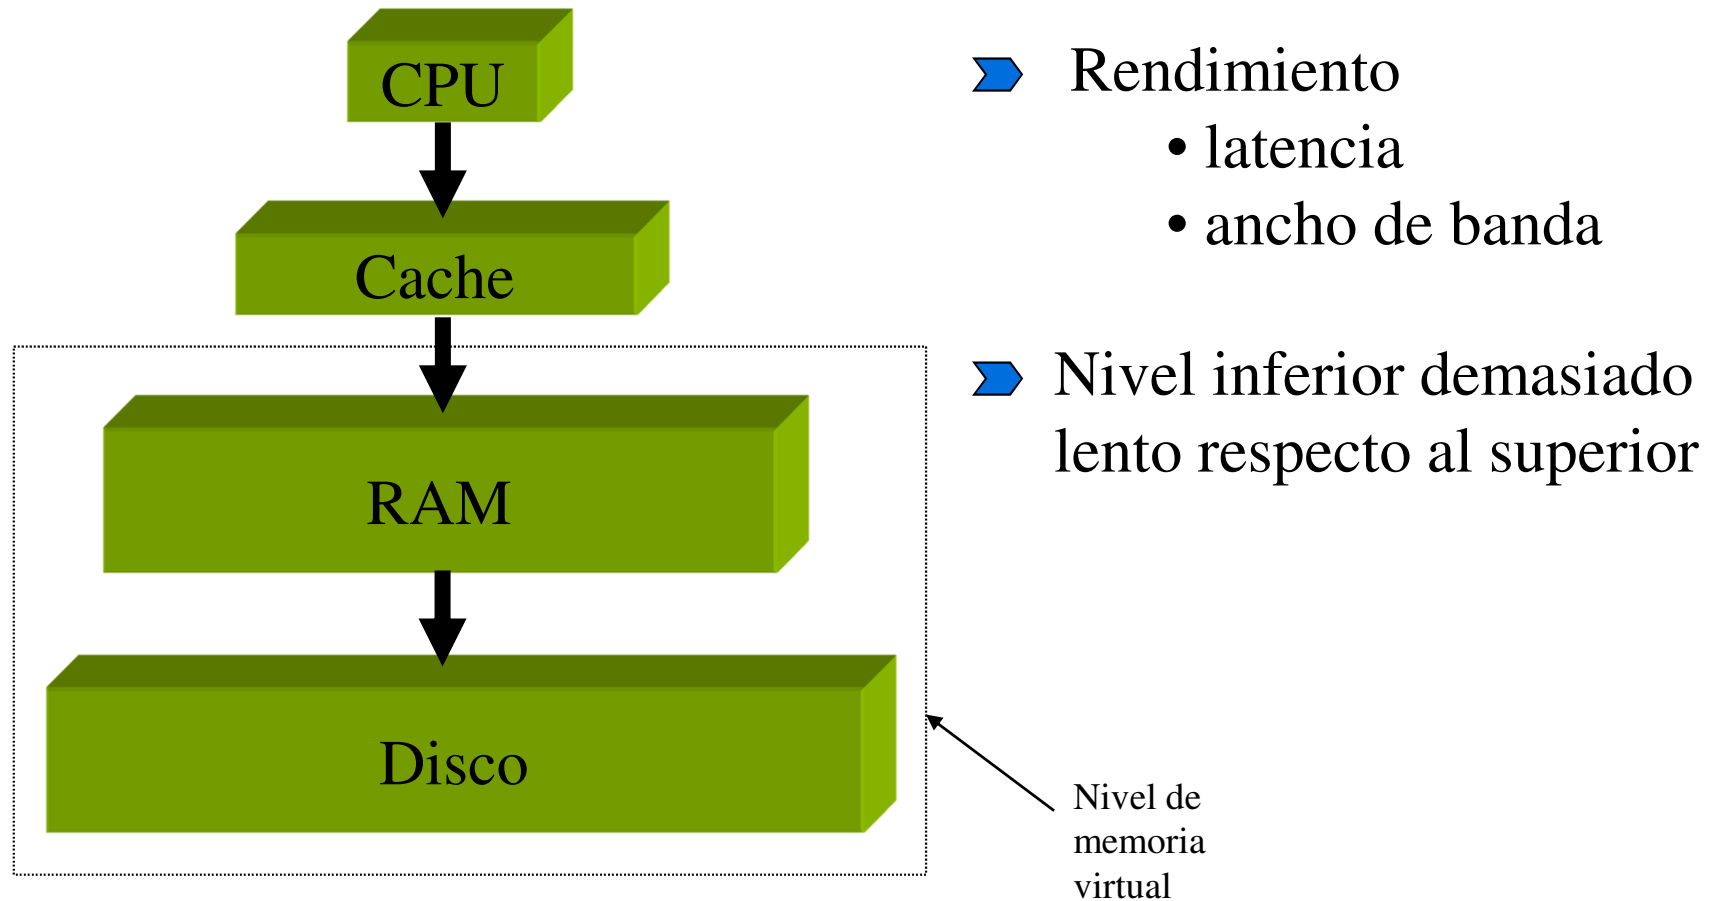 CPU
Cache
RAM
Disco
Rendimiento
• latencia
• ancho de banda
Nivel inferior demasiado
lento respecto al superior
Nivel de
memoria
virtual